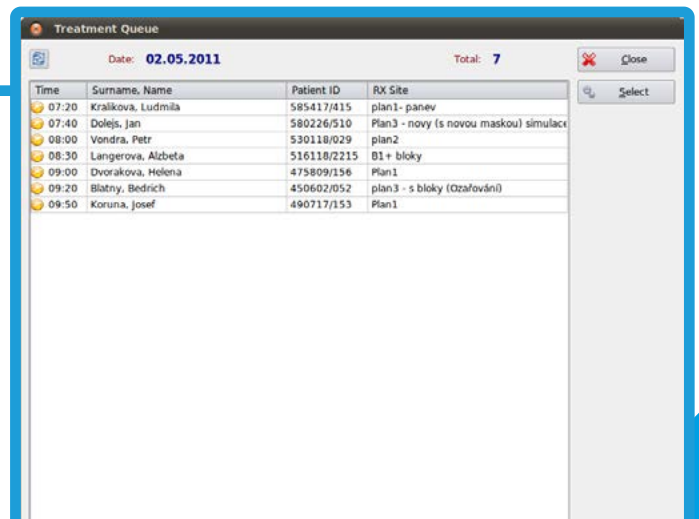 Treatment Queue
Date: 02.05.2011 Total: 7 Close
Time Surname, Name Patient ID RX Site Select
07:20 Kralikova, Ludmila 585417/415 plan1- panev
07:40 Dolejs, Jan 580226/510 Plan3 - novy (s novou maskou) simulace
08:00 Vondra, Petr 530118/029 plan2
08:30 Langerova, Alzbeta 516118/2215 B1+ bloky
09:00 Dvorakova, Helena 475809/156 Plan1
09:20 Blatny, Bedrich 450602/052 plan3 - s bloky (Ozařování)
09:50 Koruna, Josef 490717/153 Plan1